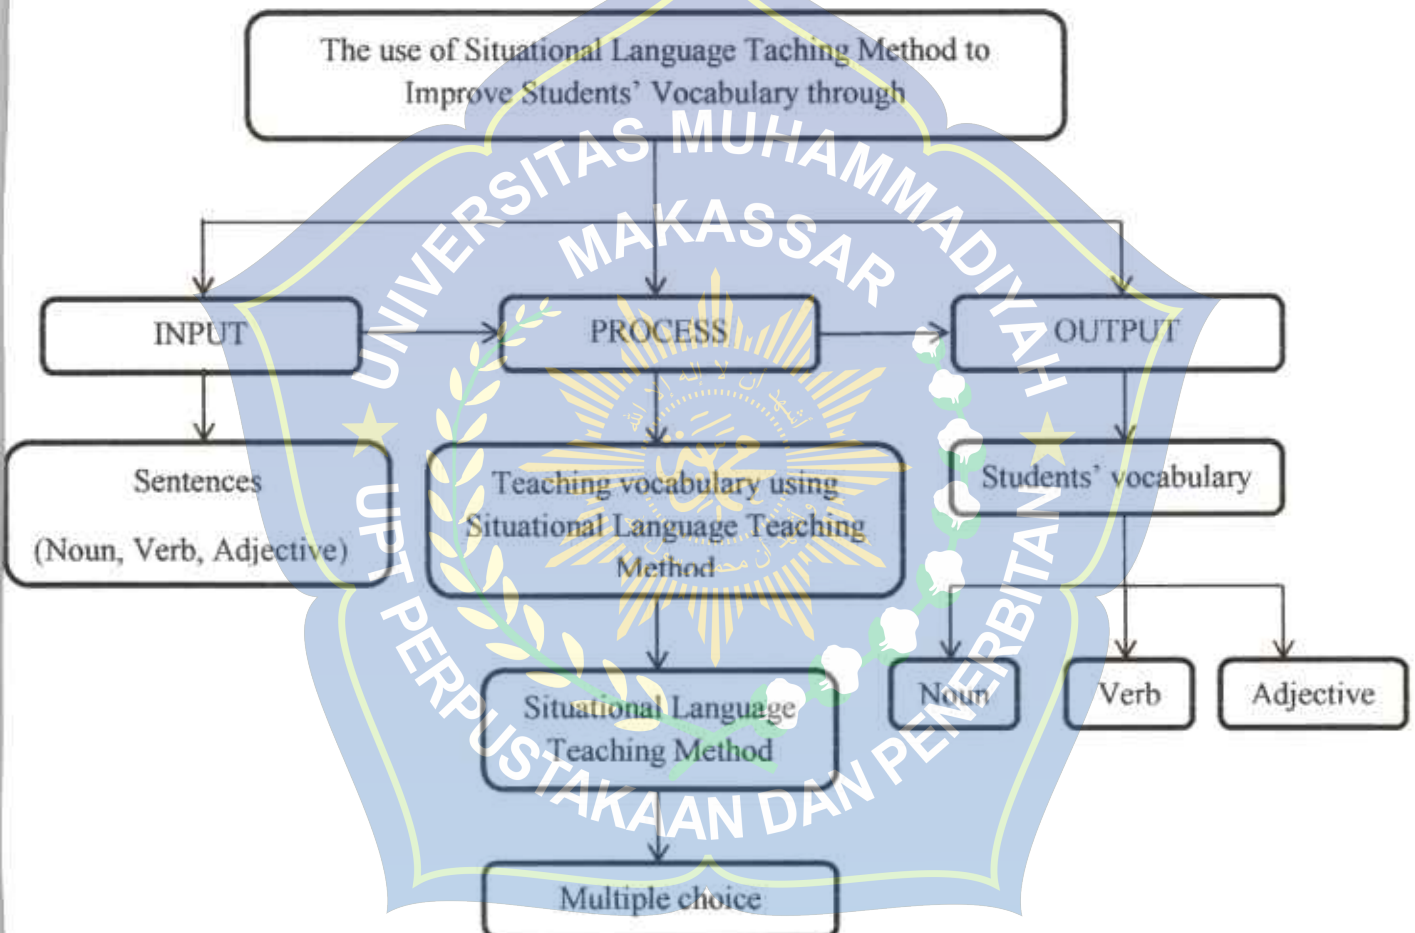 The use of Situational Language Taching Method to
Improve Students' Vocabulary through
UNIVERSITAS MUHAMMADIYAH
MAKASSAR
INPUT
PROCESS
OUTPUT
Sentences
(Noun, Verb, Adjective)
Teaching vocabulary using
Situational Language Teaching
Method
Students' vocabulary
Situational Language
Teaching Method
Noun
Verb
Adjective
Multiple choice
UPT PERPUSTAKAAN DAN PENERBITAN